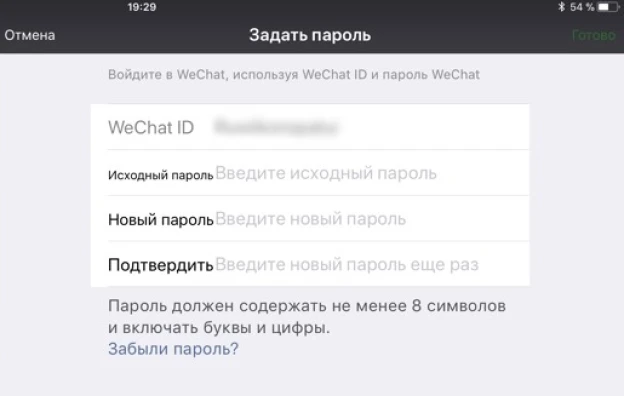 19:29
54 %
Отмена
Задать пароль
Готово
Войдите в WeChat, используя WeChat ID и пароль WeChat
WeChat ID
Исходный пароль Введите исходный пароль
Новый пароль Введите новый пароль
Подтвердить Введите новый пароль еще раз
Пароль должен содержать не менее 8 символов
и включать буквы и цифры.
Забыли пароль?